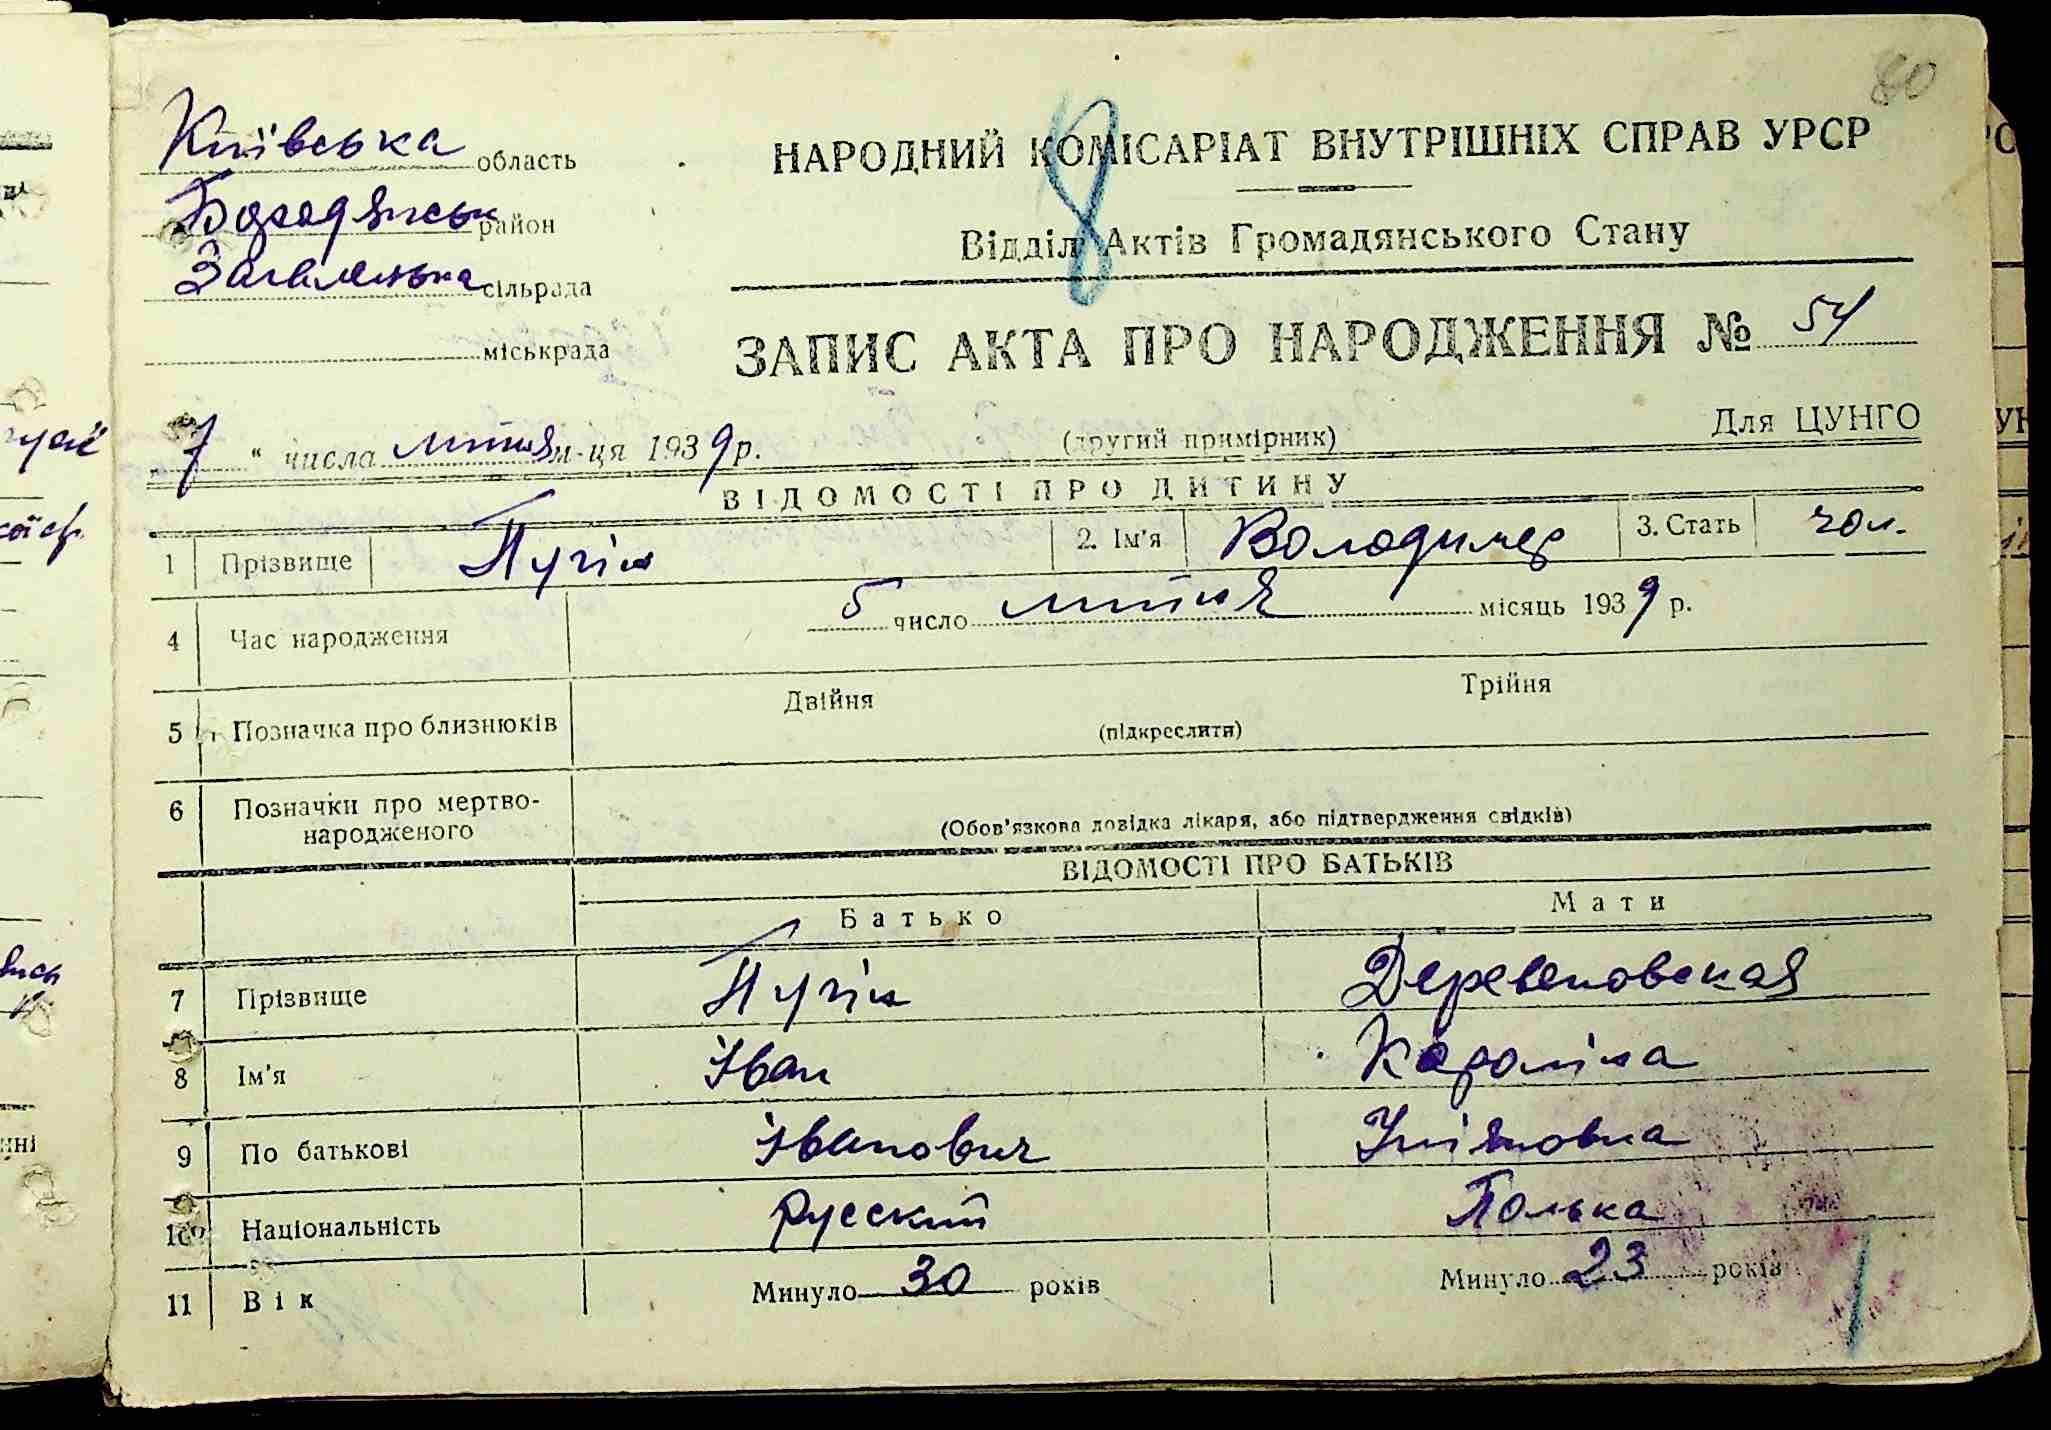 80
Київська область
НАРОДНИЙ КОМІСАРІАТ ВНУТРІШНІХ СПРАВ УРСР
8
Бородянськ район
Відділ Актів Громадянського Стану
Загальська сільрада
міськрада
ЗАПИС АКТА ПРО НАРОДЖЕННЯ № 54
7 " числа липня м-ця 1939 р.
(другий примірник)
Для ЦУНГО
ВІДОМОСТІ ПРО ДИТИНУ
1 Прізвище Пугін 2. Ім'я Володимер 3. Стать чол.
4 Час народження 5 число липня місяць 1939 р.
5 Позначка про близнюків Двійня (підкреслити) Трійня
6 Позначки про мертво-
народженого (Обов'язкова довідка лікаря, або підтвердження свідків)
ВІДОМОСТІ ПРО БАТЬКІВ
Батько Мати
7 Прізвище Пугін
8 Ім'я Іван Кароліна
9 По батькові Іванович
10 Національність русский Полька
11 Вік Минуло 30 років Минуло 23 років